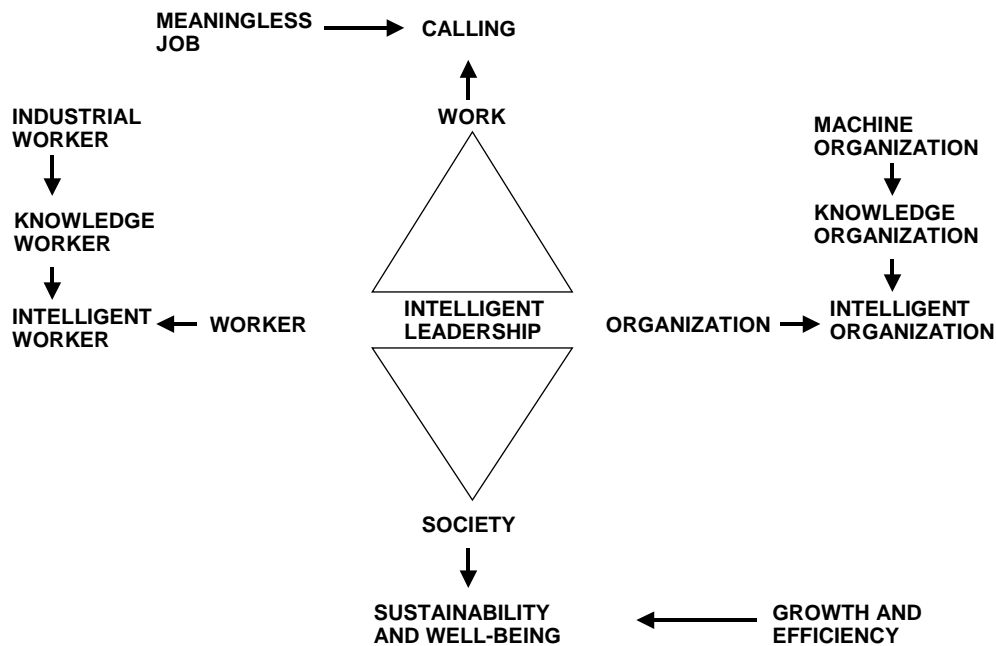 MEANINGLESS
JOB
CALLING
WORK
INDUSTRIAL
WORKER
MACHINE
ORGANIZATION
KNOWLEDGE
WORKER
KNOWLEDGE
ORGANIZATION
INTELLIGENT
WORKER
WORKER
INTELLIGENT
LEADERSHIP
ORGANIZATION
INTELLIGENT
ORGANIZATION
SOCIETY
SUSTAINABILITY
AND WELL-BEING
GROWTH AND
EFFICIENCY